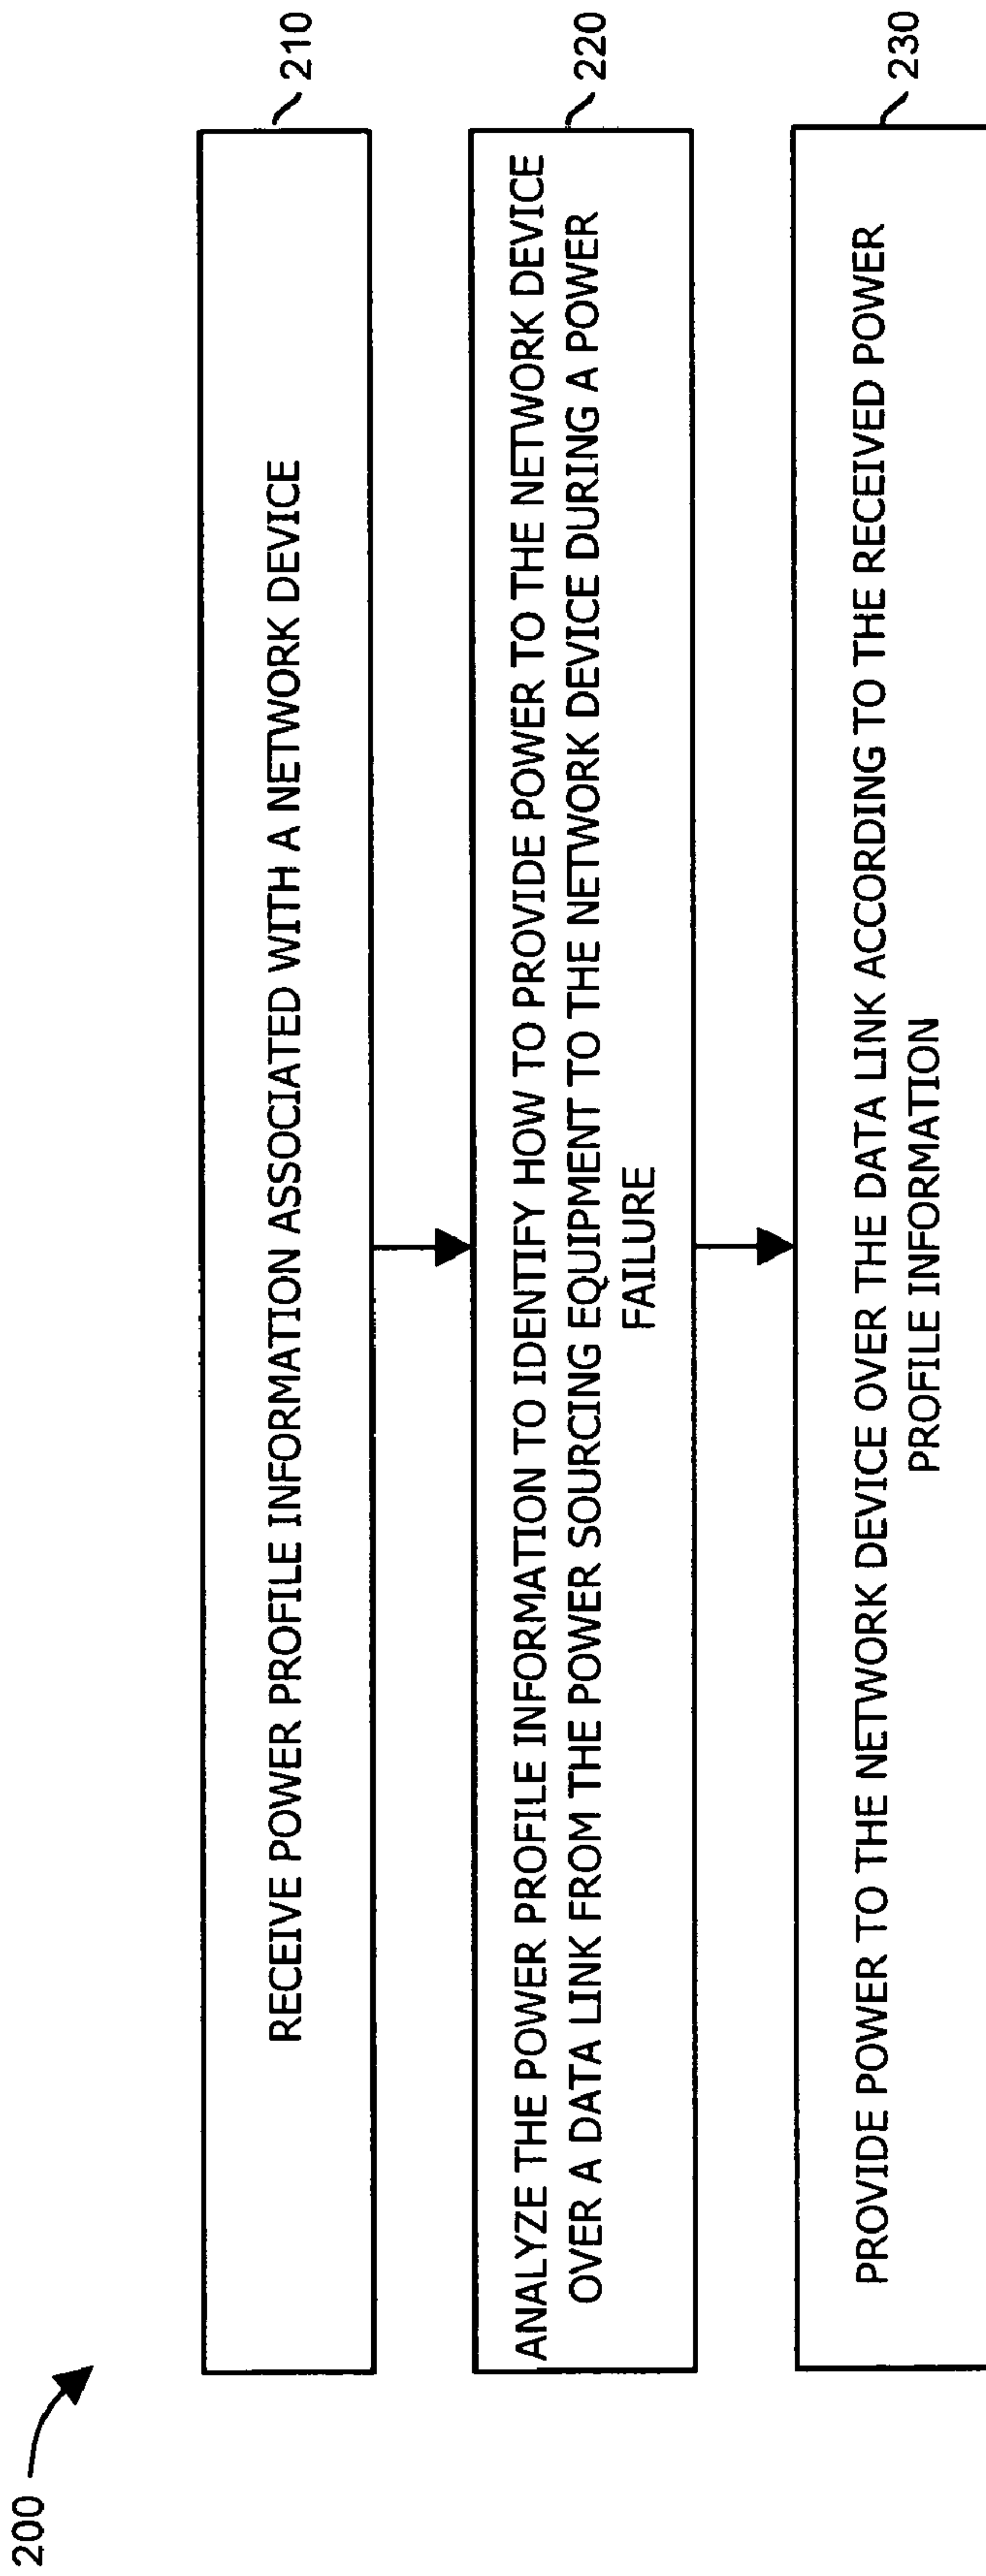 200
RECEIVE POWER PROFILE INFORMATION ASSOCIATED WITH A NETWORK DEVICE
210
ANALYZE THE POWER PROFILE INFORMATION TO IDENTIFY HOW TO PROVIDE POWER TO THE NETWORK DEVICE
OVER A DATA LINK FROM THE POWER SOURCING EQUIPMENT TO THE NETWORK DEVICE DURING A POWER
FAILURE
220
PROVIDE POWER TO THE NETWORK DEVICE OVER THE DATA LINK ACCORDING TO THE RECEIVED POWER
PROFILE INFORMATION
230